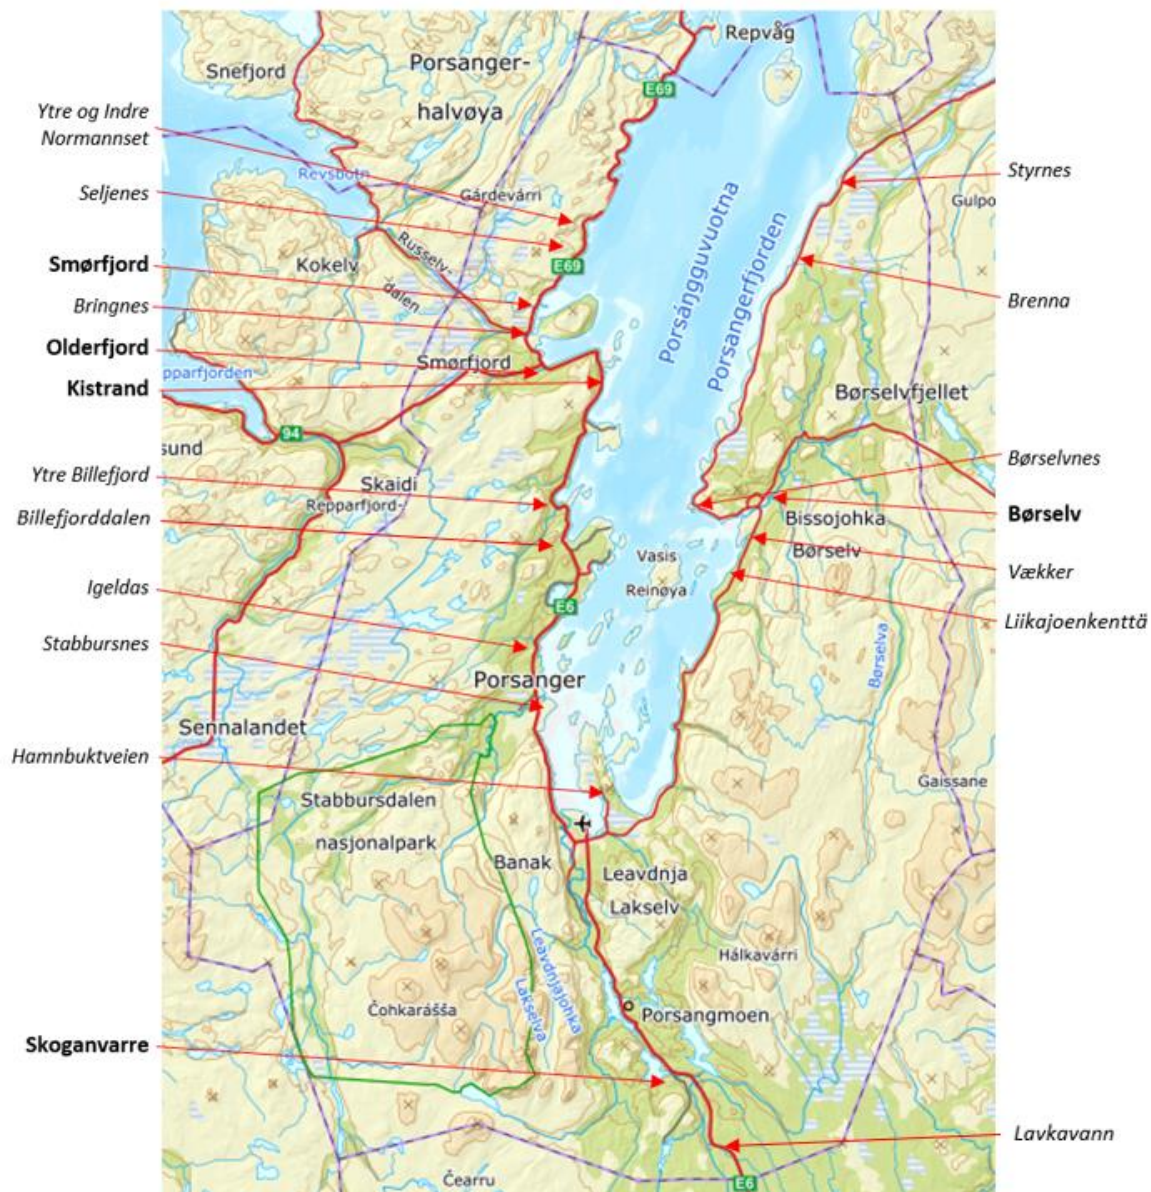 Repvåg
Snefjord
Porsanger-
halvøya
E69
Ytre og Indre
Normannset
Revsbotn
Gárdevárri
Styrnes
Seljenes
Gulpo
Russelv-
dalen
Kokelv
E69
Porsáŋgguvuotna
Porsangerfjorden
Smørfjord
Bringnes
Brenna
Olderfjord
Smørfjord
Kistrand
pparfjorden
Børselvfjellet
94
sund
Ytre Billefjord
Skaidi
Repparfjord-
Børselvnes
Billefjorddalen
Bissojohka
Børselv
Børselv
Vasis
Reinøya
Vækker
Igeldas
E6
Liikajoenkenttä
Stabbursnes
Porsanger
Børselva
Sennalandet
Hamnbuktveien
Gaissane
Stabbursdalen
nasjonalpark
Banak
Leavdnja
Lakselv
Leavdnjajohka
Lakselva
Hálkavárri
Čohkarášša
Porsangmoen
Skoganvarre
Lavkavann
Čearru
E6